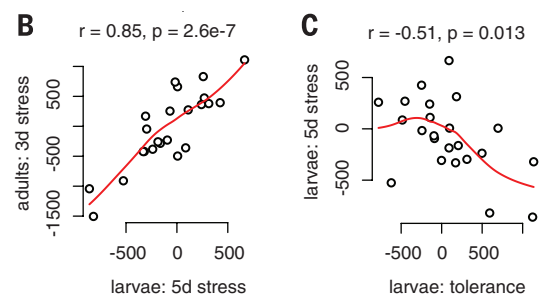 B
r = 0.85, p = 2.6e-7
adults: 3d stress
500
-500
-1500
-500 0 500
larvae: 5d stress
C
r = -0.51, p = 0.013
larvae: 5d stress
500
0
-500
-500 0 500
larvae: tolerance